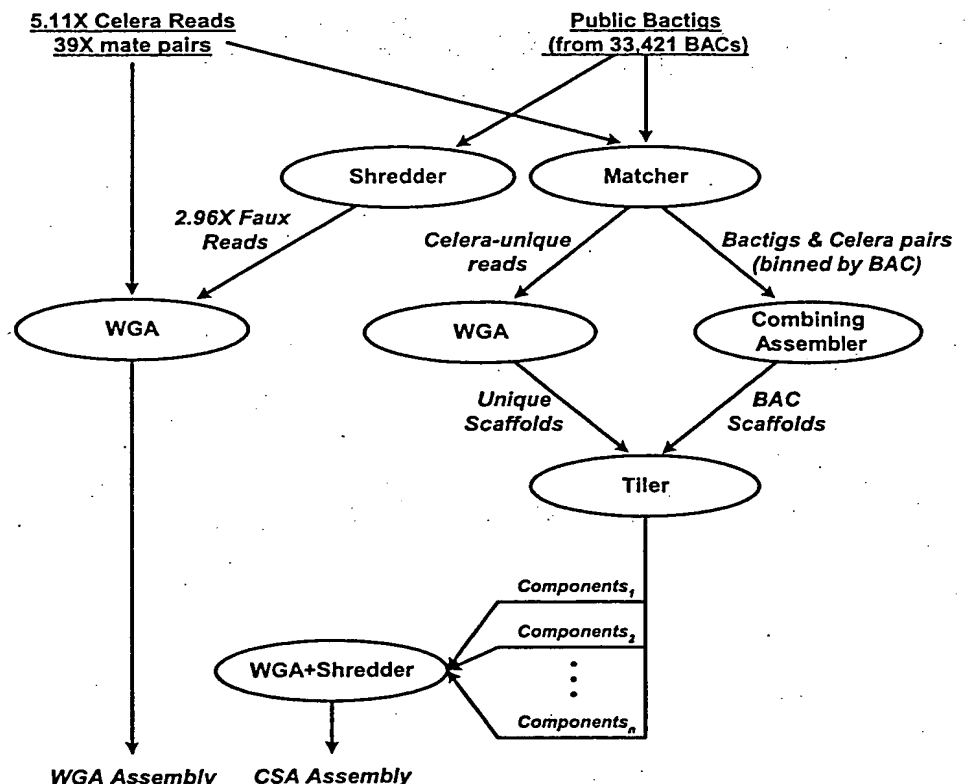 5.11X Celera Reads
39X mate pairs
Public Bactigs
(from 33,421 BACs)
Shredder
Matcher
2.96X Faux
Reads
Celera-unique
reads
Bactigs & Celera pairs
(binned by BAC)
WGA
WGA
Combining
Assembler
Unique
Scaffolds
BAC
Scaffolds
Tiler
Components1
Components2
WGA+Shredder
Componentsn
WGA Assembly
CSA Assembly